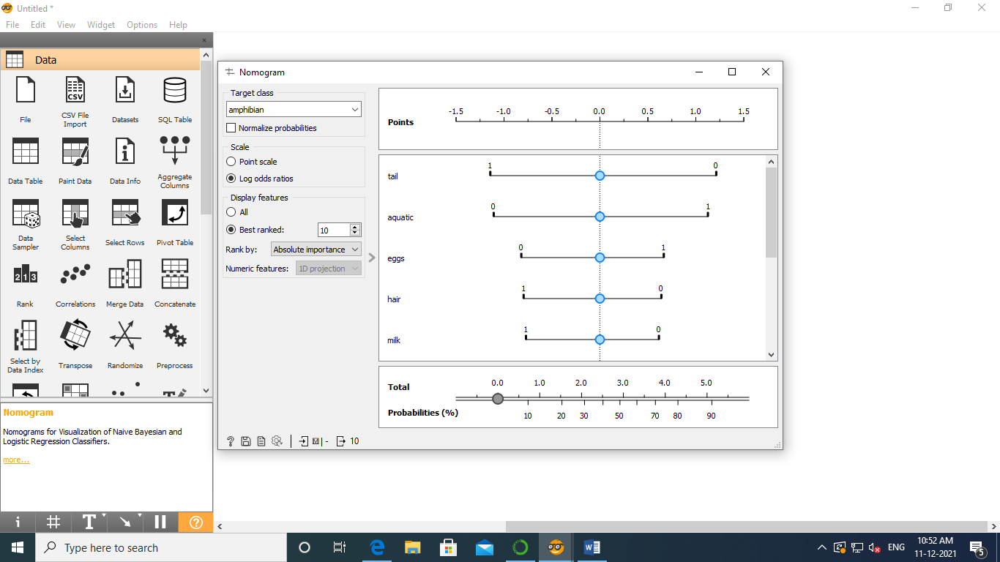 Untitled *
File Edit View Widget Options Help
Data
File
CSV File Import
Datasets
SQL Table
Data Table
Paint Data
Data Info
Aggregate Columns
Data Sampler
Select Columns
Select Rows
Pivot Table
Rank
Correlations
Merge Data
Concatenate
Select by Data Index
Transpose
Randomize
Preprocess
Nomogram
Nomograms for Visualization of Naive Bayesian and
Logistic Regression Classifiers.
more...
Nomogram
Target class
amphibian
Normalize probabilities
Scale
Point scale
Log odds ratios
Display features
All
Best ranked: 10
Rank by: Absolute importance
Numeric features: 1D projection
-1.5 -1.0 -0.5 0.0 0.5 1.0 1.5
Points
1 0
tail
0 1
aquatic
0 1
eggs
1 0
hair
1 0
milk
0.0 1.0 2.0 3.0 4.0 5.0
Total
Probabilities (%)
10 20 30 50 70 80 90
M | - 10
Type here to search
ENG
10:52 AM
11-12-2021
5